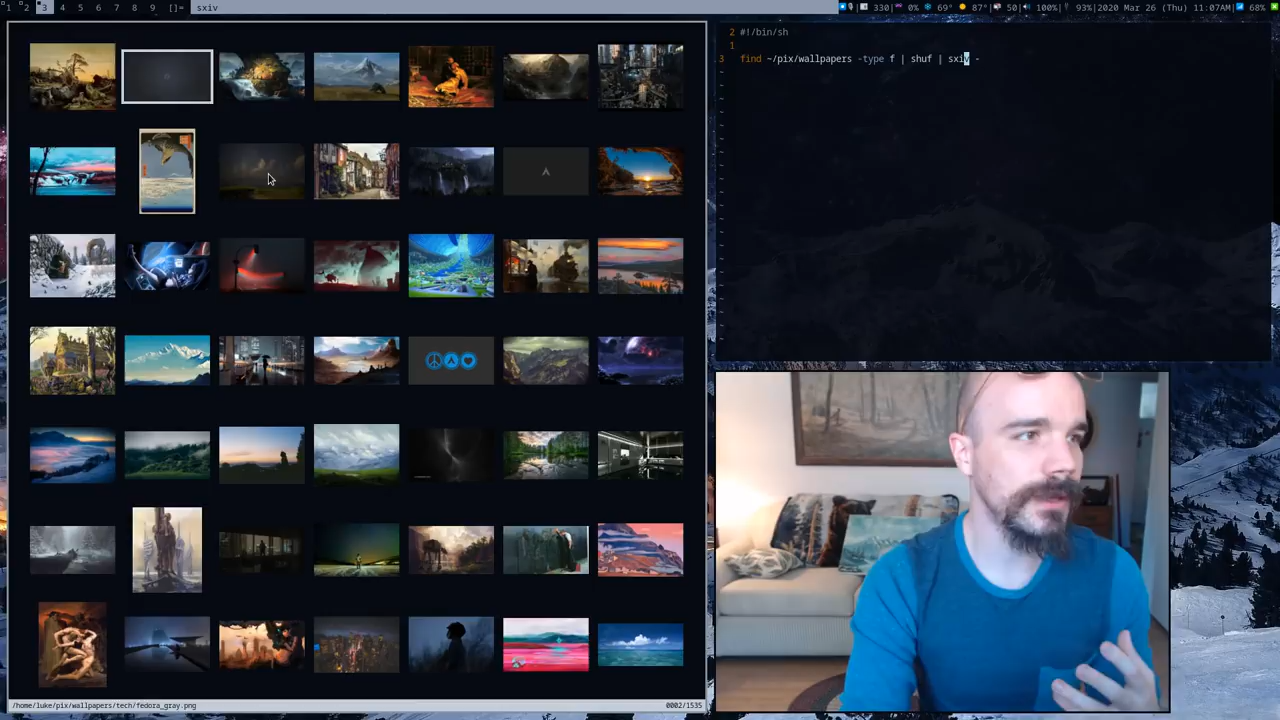 1 2 3 4 5 6 7 8 9 []= sxiv
330| 0% 69° 87°| 50| 100%| 93%|2020 Mar 26 (Thu) 11:07AM| 68%
2 #!/bin/sh
1
3 find ~/pix/wallpapers -type f | shuf | sxiv -
/home/luke/pix/wallpapers/tech/fedora_gray.png 0002/1535